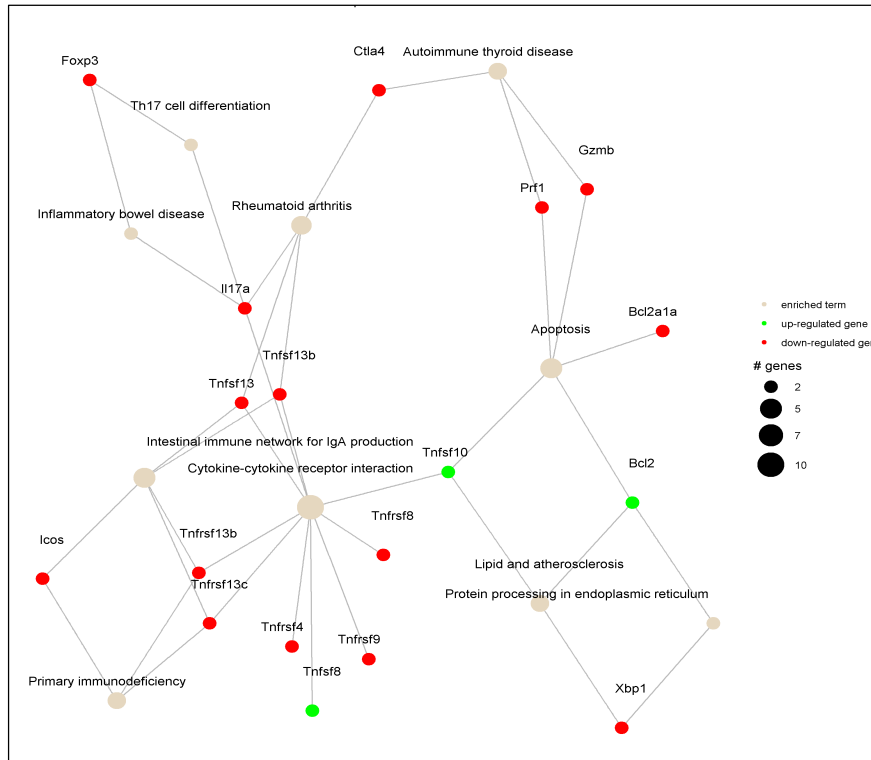 Ctla4
Autoimmune thyroid disease
Foxp3
Th17 cell differentiation
Gzmb
Prf1
Rheumatoid arthritis
Inflammatory bowel disease
Il17a
enriched term
Bcl2a1a
up-regulated gene
Apoptosis
down-regulated gen
Tnfsf13b
# genes
Tnfsf13
2
5
Intestinal immune network for IgA production
7
Tnfsf10
Bcl2
10
Cytokine-cytokine receptor interaction
Tnfrsf8
Icos
Tnfrsf13b
Lipid and atherosclerosis
Tnfrsf13c
Protein processing in endoplasmic reticulum
Tnfrsf4
Tnfrsf9
Tnfsf8
Primary immunodeficiency
Xbp1